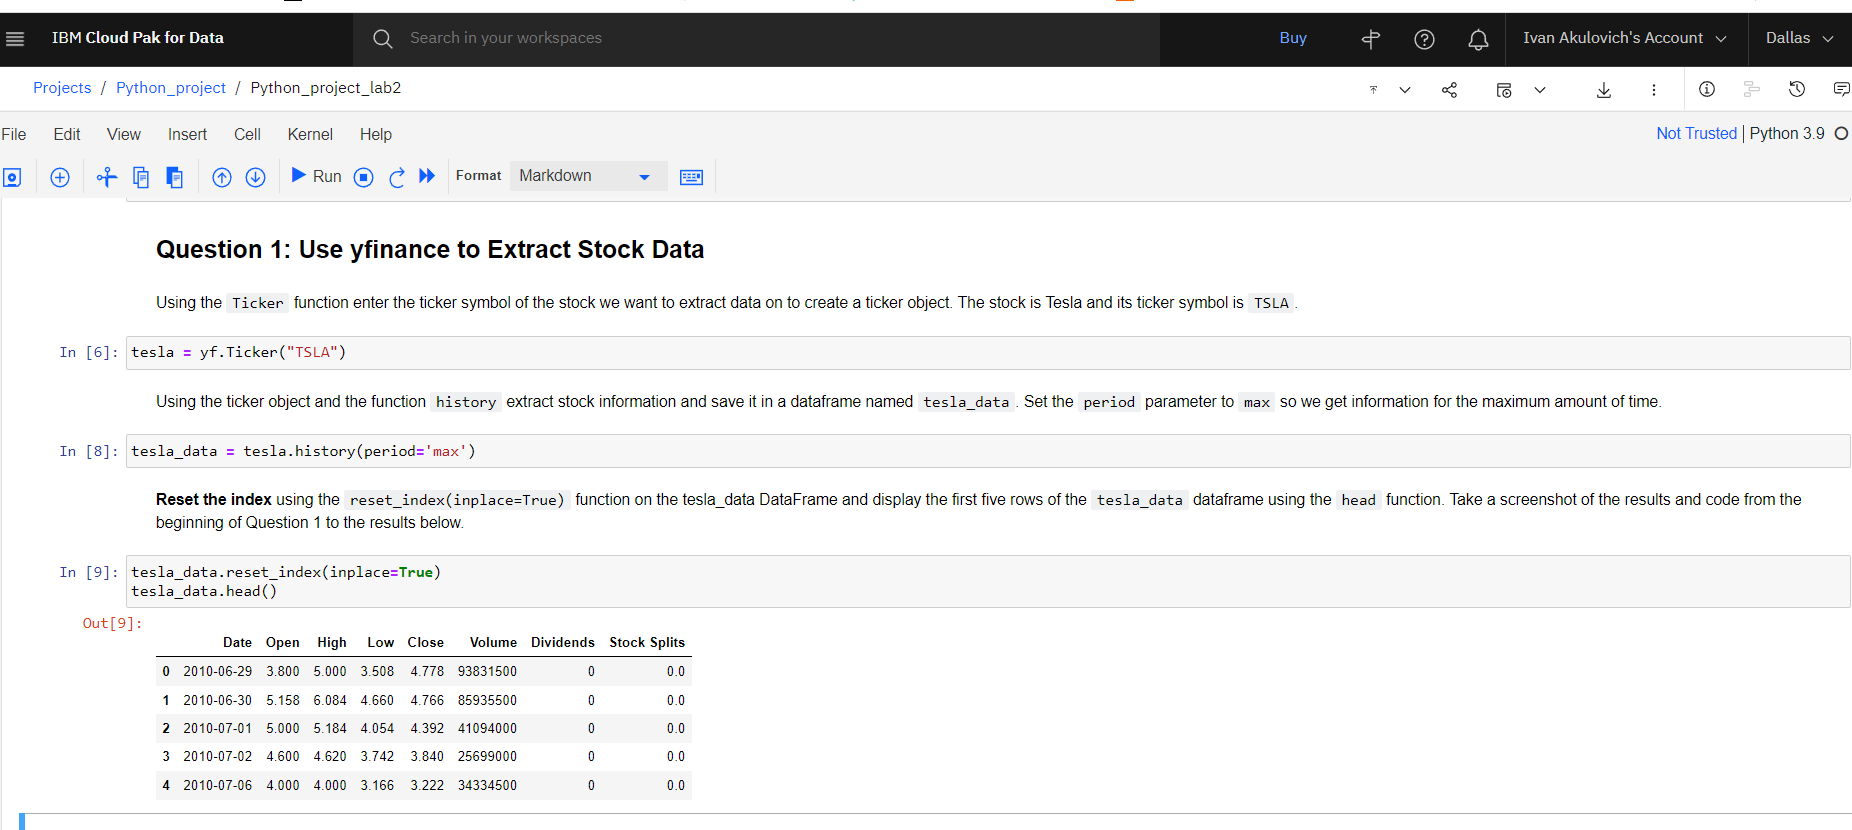 IBM Cloud Pak for Data
Search in your workspaces
Buy
Ivan Akulovich's Account
Dallas
Projects / Python_project / Python_project_lab2
File Edit View Insert Cell Kernel Help
Not Trusted | Python 3.9
Run
Format
Markdown
Question 1: Use yfinance to Extract Stock Data
Using the Ticker function enter the ticker symbol of the stock we want to extract data on to create a ticker object. The stock is Tesla and its ticker symbol is TSLA .
In [6]: tesla = yf.Ticker("TSLA")
Using the ticker object and the function history extract stock information and save it in a dataframe named tesla_data . Set the period parameter to max so we get information for the maximum amount of time.
In [8]: tesla_data = tesla.history(period='max')
Reset the index using the reset_index(inplace=True) function on the tesla_data DataFrame and display the first five rows of the tesla_data dataframe using the head function. Take a screenshot of the results and code from the
beginning of Question 1 to the results below.
In [9]: tesla_data.reset_index(inplace=True)
tesla_data.head()
Out[9]:
Date Open High Low Close Volume Dividends Stock Splits
0 2010-06-29 3.800 5.000 3.508 4.778 93831500 0 0.0
1 2010-06-30 5.158 6.084 4.660 4.766 85935500 0 0.0
2 2010-07-01 5.000 5.184 4.054 4.392 41094000 0 0.0
3 2010-07-02 4.600 4.620 3.742 3.840 25699000 0 0.0
4 2010-07-06 4.000 4.000 3.166 3.222 34334500 0 0.0